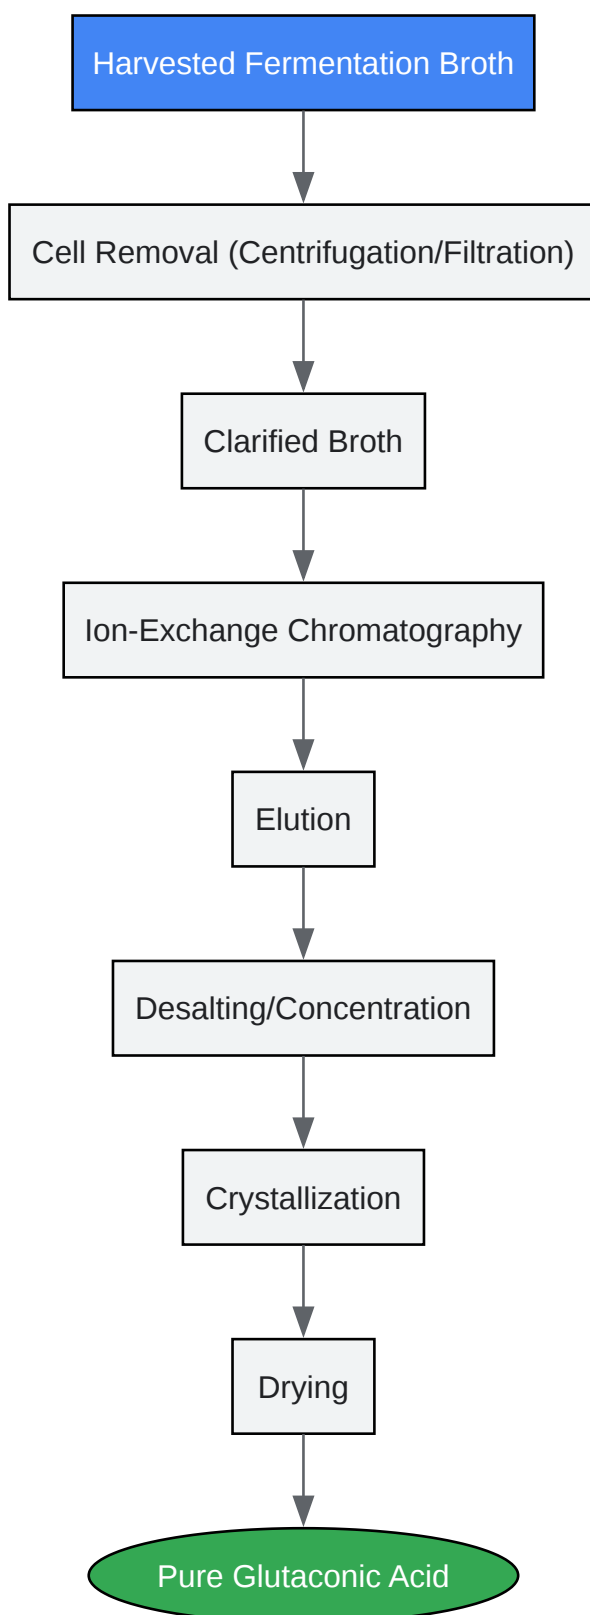 Harvested Fermentation Broth
Cell Removal (Centrifugation/Filtration)
Clarified Broth
Ion-Exchange Chromatography
Elution
Desalting/Concentration
Crystallization
Drying
Pure Glutaconic Acid